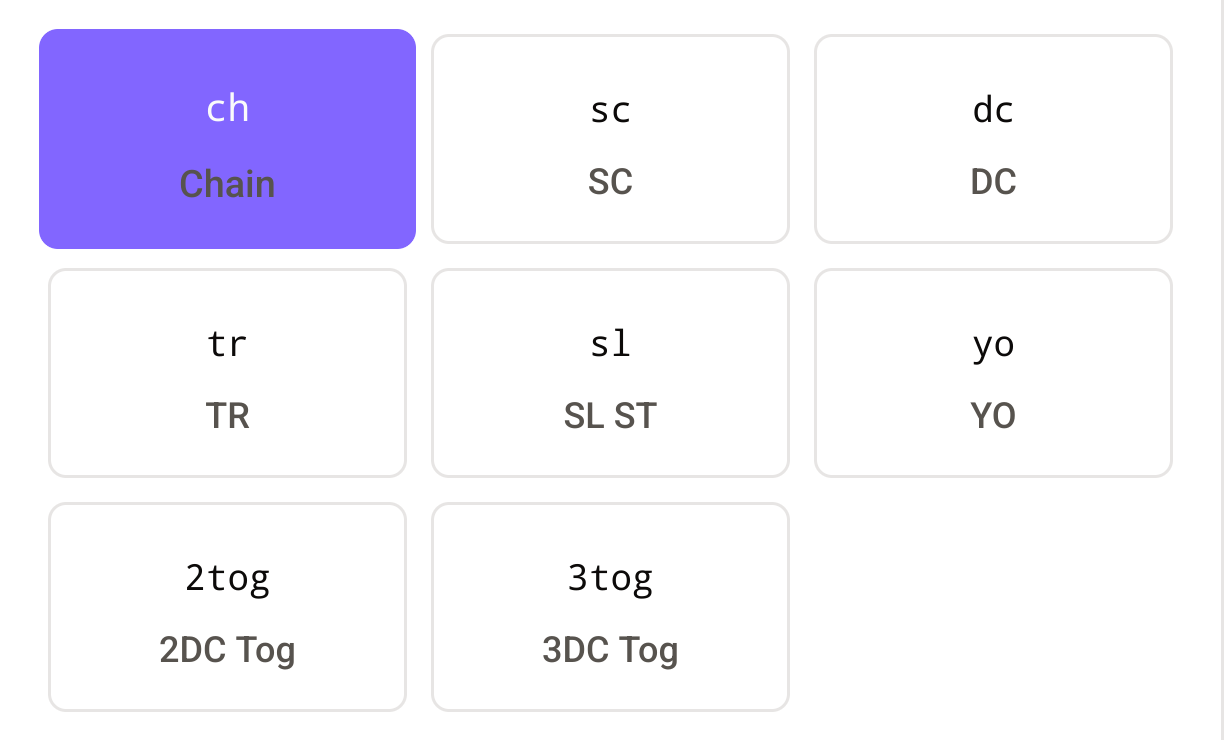 ch
Chain
sc
SC
dc
DC
tr
TR
sl
SL ST
yo
YO
2tog
2DC Tog
3tog
3DC Tog